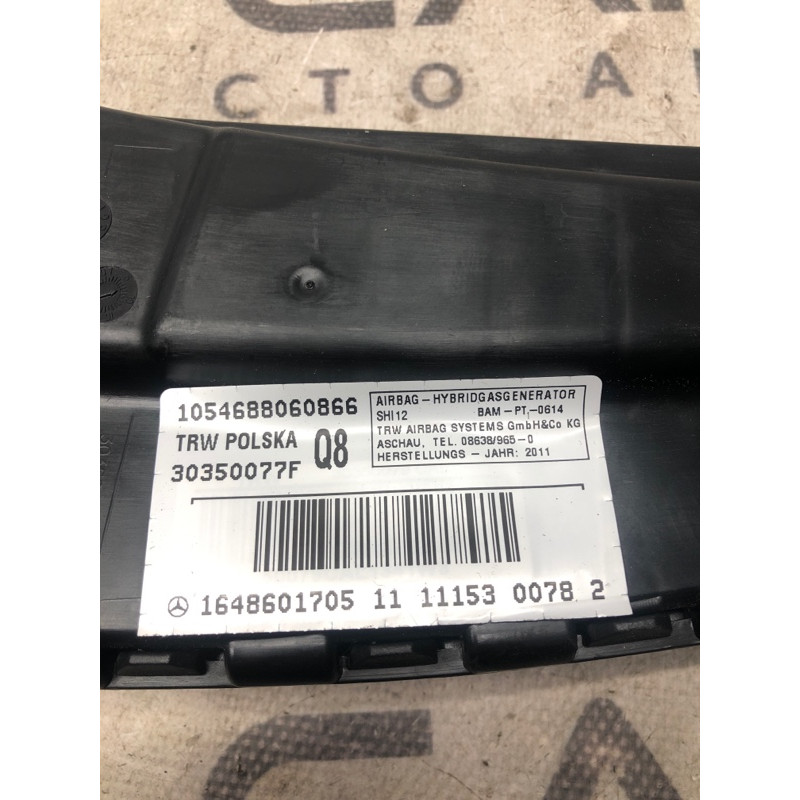 СТО А
1054688060866
TRW POLSKA Q8
30350077F
AIRBAG-HYBRIDGASGENERATOR
SHI12 BAM-PT.-0614
TRW AIRBAG SYSTEMS GmbH&Co KG
ASCHAU, TEL. 08638/965-0
HERSTELLUNGS - JAHR: 2011
1648601705 11 11153 0078 2